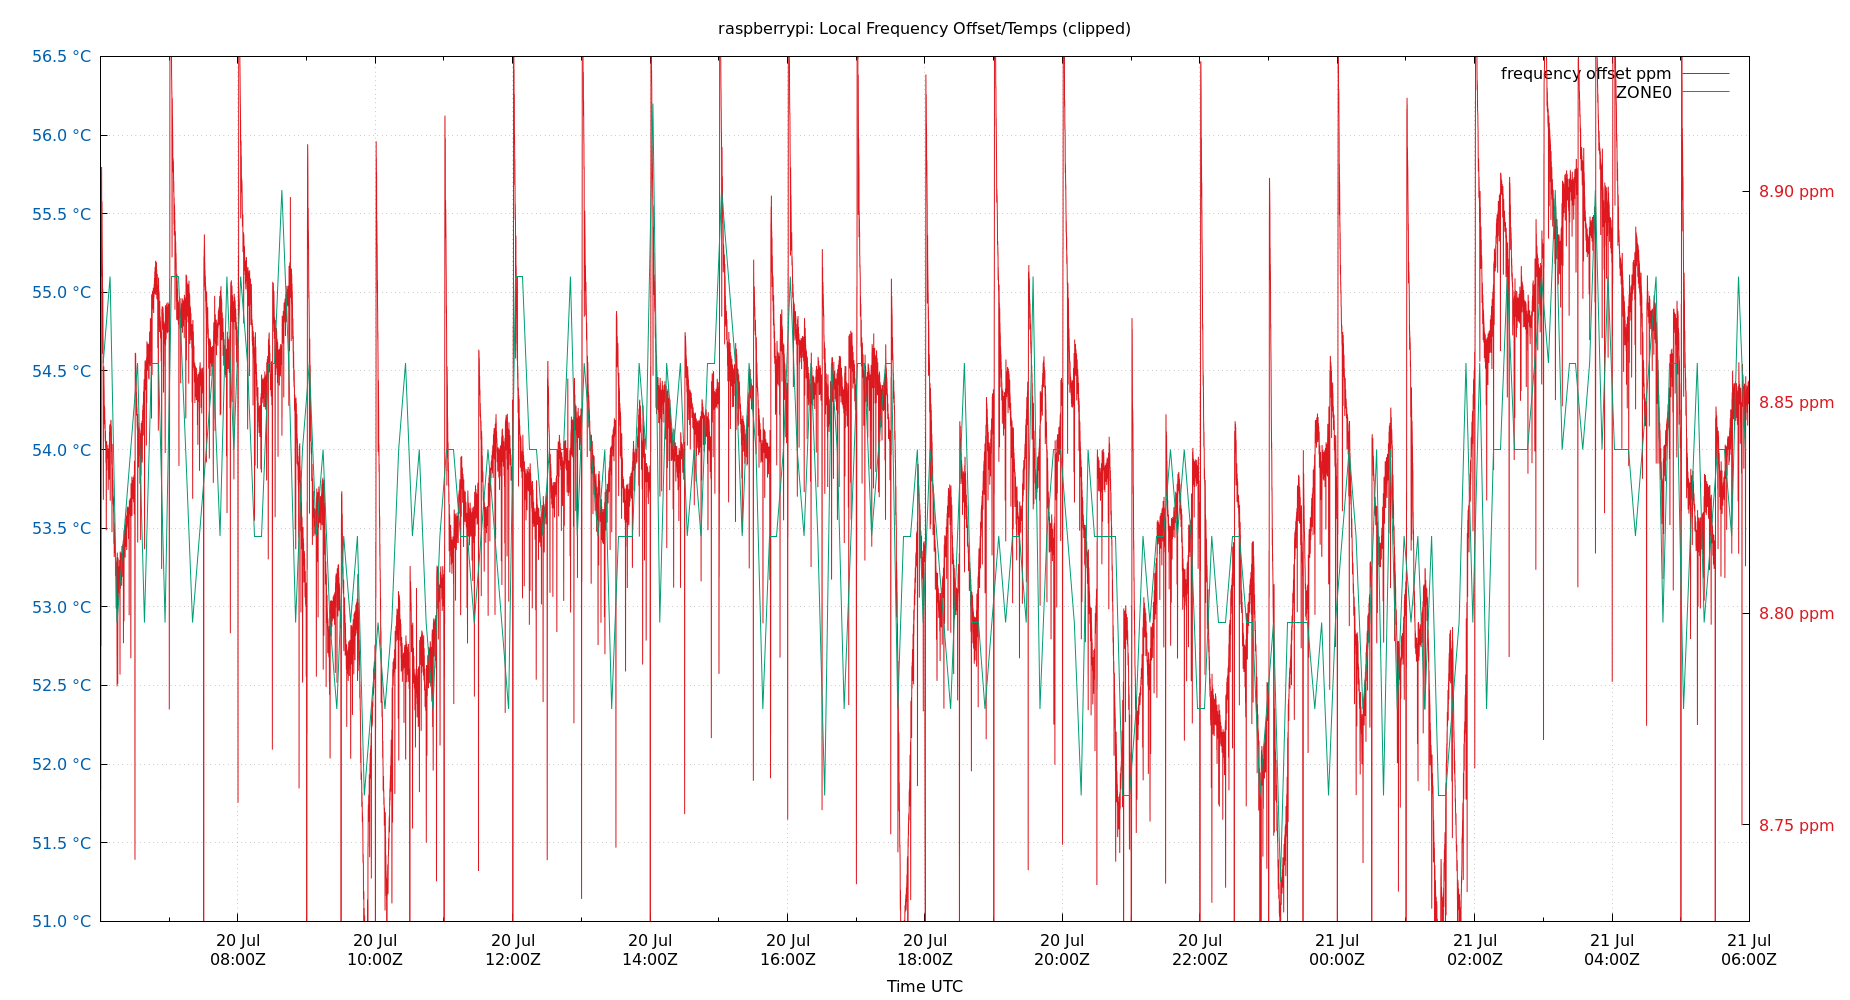 raspberrypi: Local Frequency Offset/Temps (clipped)
frequency offset ppm
ZONE0
56.5 °C
56.0 °C
55.5 °C
55.0 °C
54.5 °C
54.0 °C
53.5 °C
53.0 °C
52.5 °C
52.0 °C
51.5 °C
51.0 °C
8.90 ppm
8.85 ppm
8.80 ppm
8.75 ppm
20 Jul 20 Jul 20 Jul 20 Jul 20 Jul 20 Jul 20 Jul 20 Jul 21 Jul 21 Jul 21 Jul 21 Jul
08:00Z 10:00Z 12:00Z 14:00Z 16:00Z 18:00Z 20:00Z 22:00Z 00:00Z 02:00Z 04:00Z 06:00Z
Time UTC